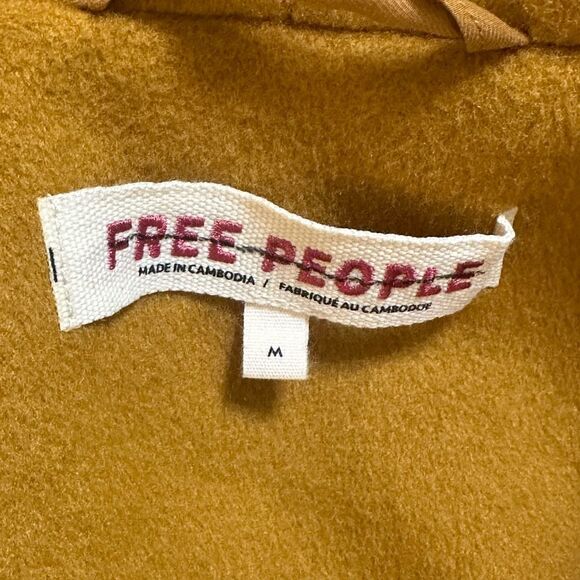 FREE PEOPLE
MADE IN CAMBODIA / FABRIQUÉ AU CAMBODGE
M